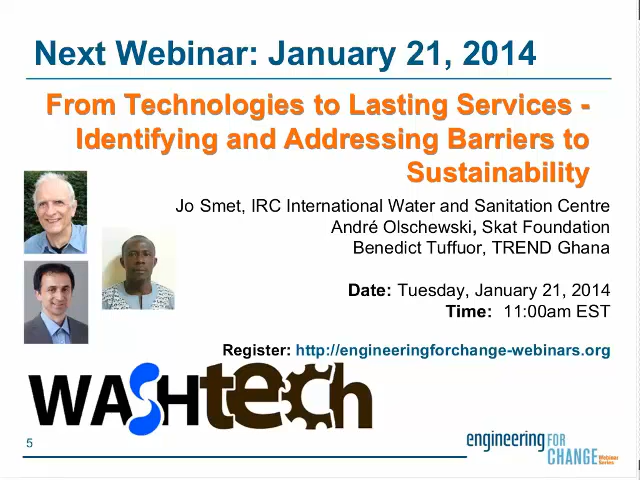 Next Webinar: January 21, 2014
From Technologies to Lasting Services -
Identifying and Addressing Barriers to
Sustainability
Jo Smet, IRC International Water and Sanitation Centre
André Olschewski, Skat Foundation
Benedict Tuffuor, TREND Ghana
Date: Tuesday, January 21, 2014
Time: 11:00am EST
Register: http://engineeringforchange-webinars.org
WASHtech
5
engineering FOR
CHANGE Webinar
Series